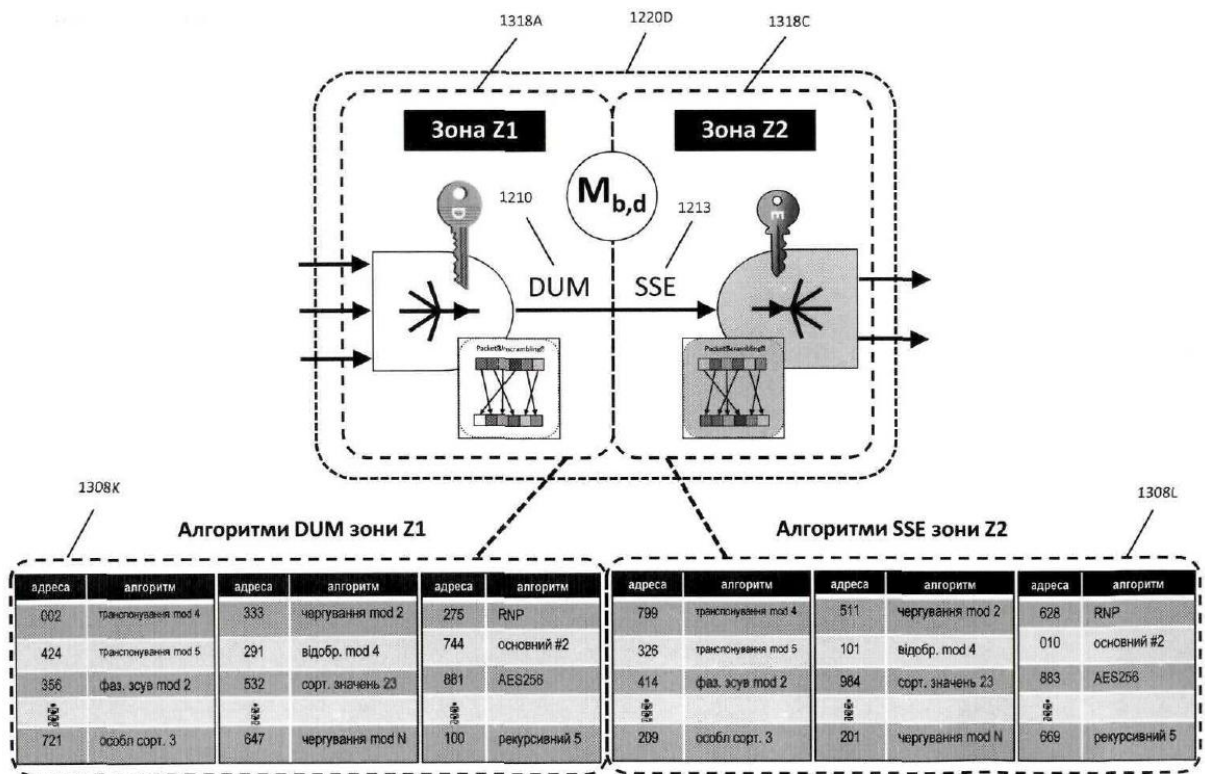 1318A
1220D
1318C
Зона Z1
Зона Z2
M b,d
1210
1213
D
E
DUM
SSE
1308K
1308L
Алгоритми DUM зони Z1
Алгоритми SSE зони Z2
адреса алгоритм адреса алгоритм адреса алгоритм
002 транспонування mod 4 333 чергування mod 2 275 RNP
424 транспонування mod 5 291 відобр. mod 4 744 основний #2
356 фаз. зсув mod 2 532 сорт. значень 23 881 AES256
721 особл сорт. 3 647 чергування mod N 100 рекурсивний 5
адреса алгоритм адреса алгоритм адреса алгоритм
799 транспонування mod 4 511 чергування mod 2 628 RNP
326 транспонування mod 5 101 відобр. mod 4 010 основний #2
414 фаз. зсув mod 2 984 сорт. значень 23 883 AES256
209 особл сорт. 3 201 чергування mod N 669 рекурсивний 5